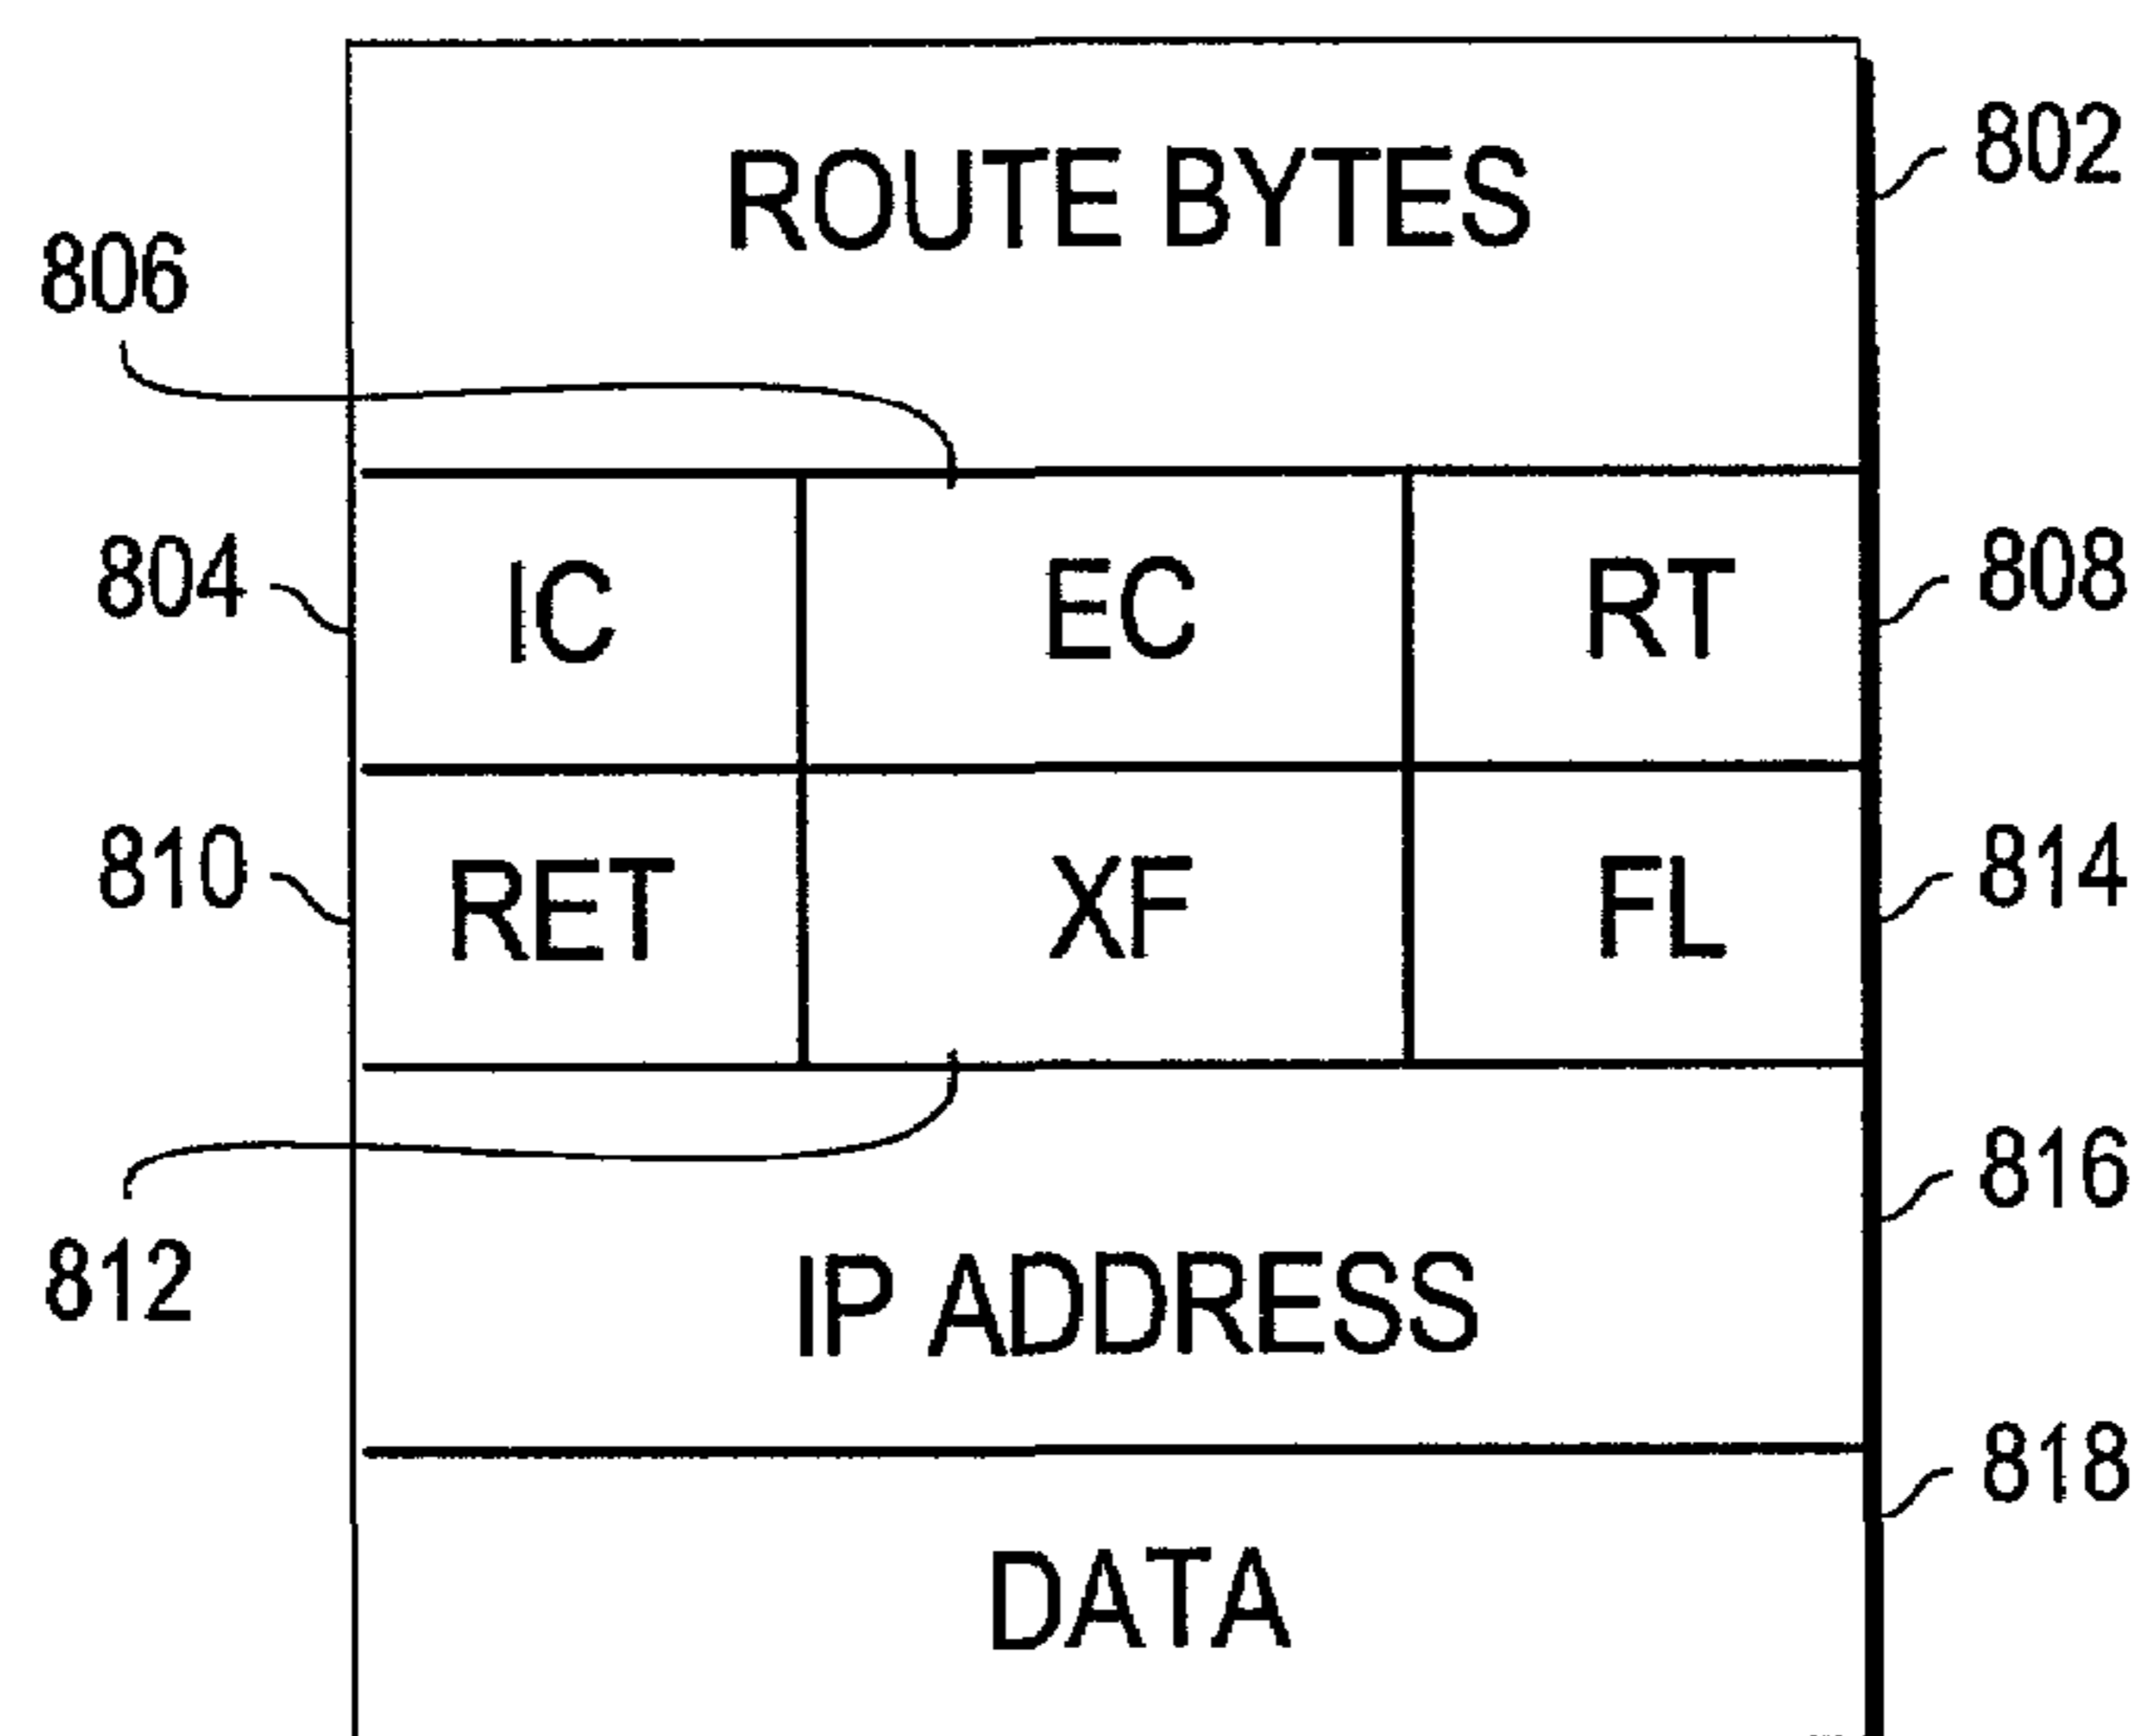 ROUTE BYTES
802
806
804
IC
EC
RT
808
810
RET
XF
FL
814
816
812
IP ADDRESS
818
DATA